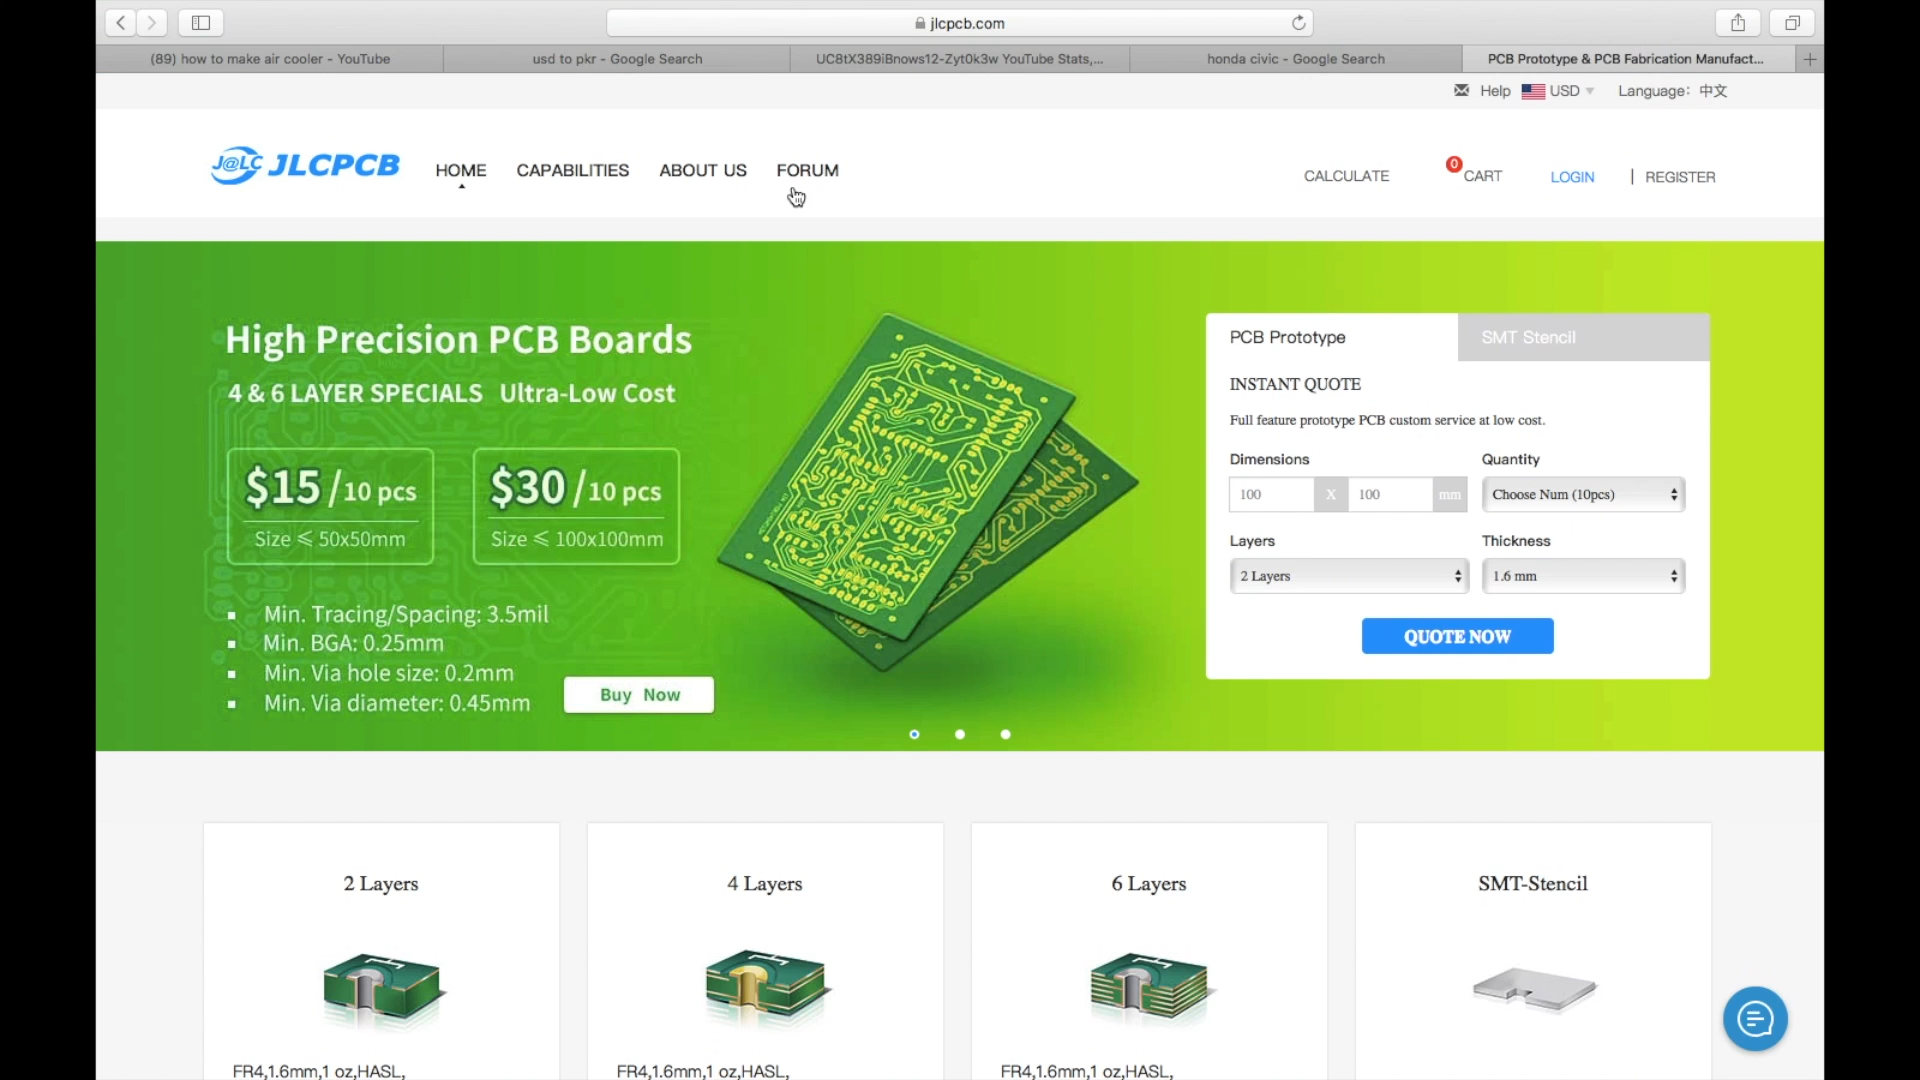 jlcpcb.com
(89) how to make air cooler - YouTube
usd to pkr - Google Search
UC8tX389iBnows12-Zyt0k3w YouTube Stats,...
honda civic - Google Search
PCB Prototype & PCB Fabrication Manufact...
Help USD Language: 中文
J@LC JLCPCB
HOME CAPABILITIES ABOUT US FORUM
CALCULATE 0 CART LOGIN | REGISTER
High Precision PCB Boards
4 & 6 LAYER SPECIALS Ultra-Low Cost
$15/10 pcs
Size ⩽ 50x50mm
$30/10 pcs
Size ⩽ 100x100mm
Min. Tracing/Spacing: 3.5mil
Min. BGA: 0.25mm
Min. Via hole size: 0.2mm
Min. Via diameter: 0.45mm
Buy Now
PCB Prototype SMT Stencil
INSTANT QUOTE
Full feature prototype PCB custom service at low cost.
Dimensions Quantity
100 X 100 mm Choose Num (10pcs)
Layers Thickness
2 Layers 1.6 mm
QUOTE NOW
2 Layers
4 Layers
6 Layers
SMT-Stencil
FR4,1.6mm,1 oz,HASL,
FR4,1.6mm,1 oz,HASL,
FR4,1.6mm,1 oz,HASL,